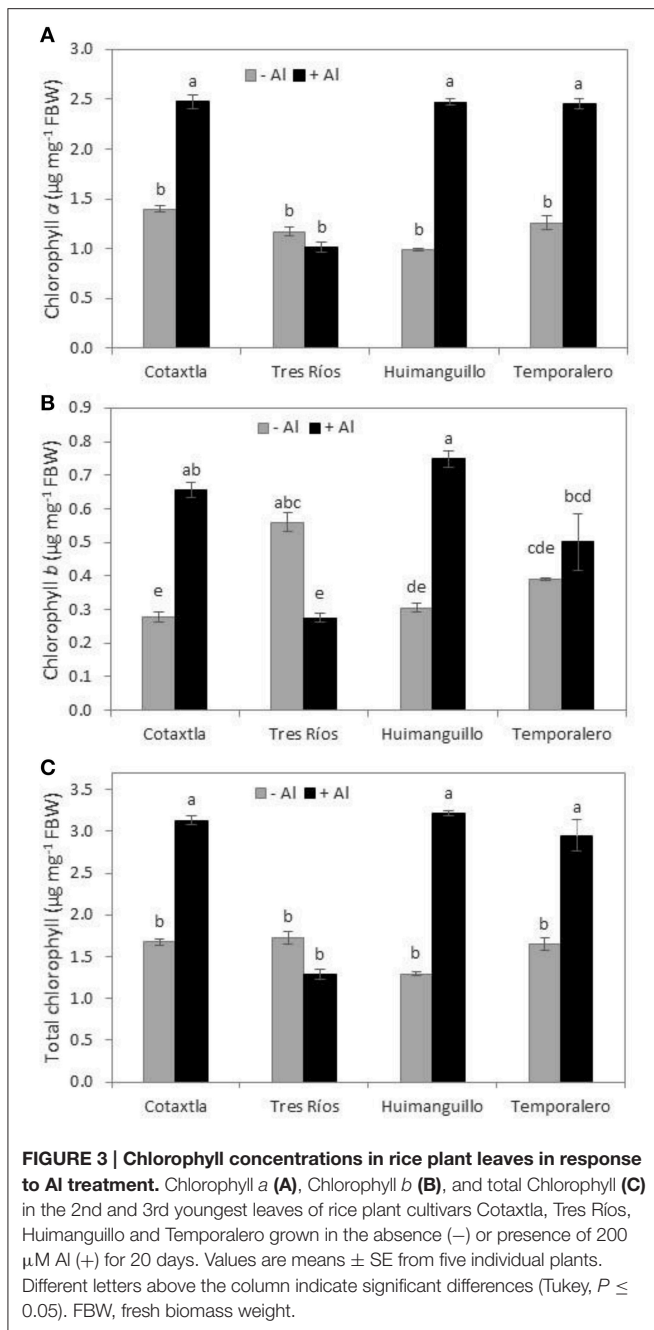 A
3.0
2.5
2.0
1.5
1.0
0.5
0.0
Chlorophyll a (µg mg⁻¹ FBW)
- Al + Al
b a b b b a b a
Cotaxtla Tres Ríos Huimanguillo Temporalero
B
0.9
0.8
0.7
0.6
0.5
0.4
0.3
0.2
0.1
0.0
Chlorophyll b (µg mg⁻¹ FBW)
- Al + Al
e ab abc e de a cde bcd
Cotaxtla Tres Ríos Huimanguillo Temporalero
C
3.5
3.0
2.5
2.0
1.5
1.0
0.5
0.0
Total chlorophyll (µg mg⁻¹ FBW)
- Al + Al
b a b b b a b a
Cotaxtla Tres Ríos Huimanguillo Temporalero
FIGURE 3 | Chlorophyll concentrations in rice plant leaves in response
to Al treatment. Chlorophyll a (A), Chlorophyll b (B), and total Chlorophyll (C)
in the 2nd and 3rd youngest leaves of rice plant cultivars Cotaxtla, Tres Ríos,
Huimanguillo and Temporalero grown in the absence (−) or presence of 200
µM Al (+) for 20 days. Values are means ± SE from five individual plants.
Different letters above the column indicate significant differences (Tukey, P ≤
0.05). FBW, fresh biomass weight.